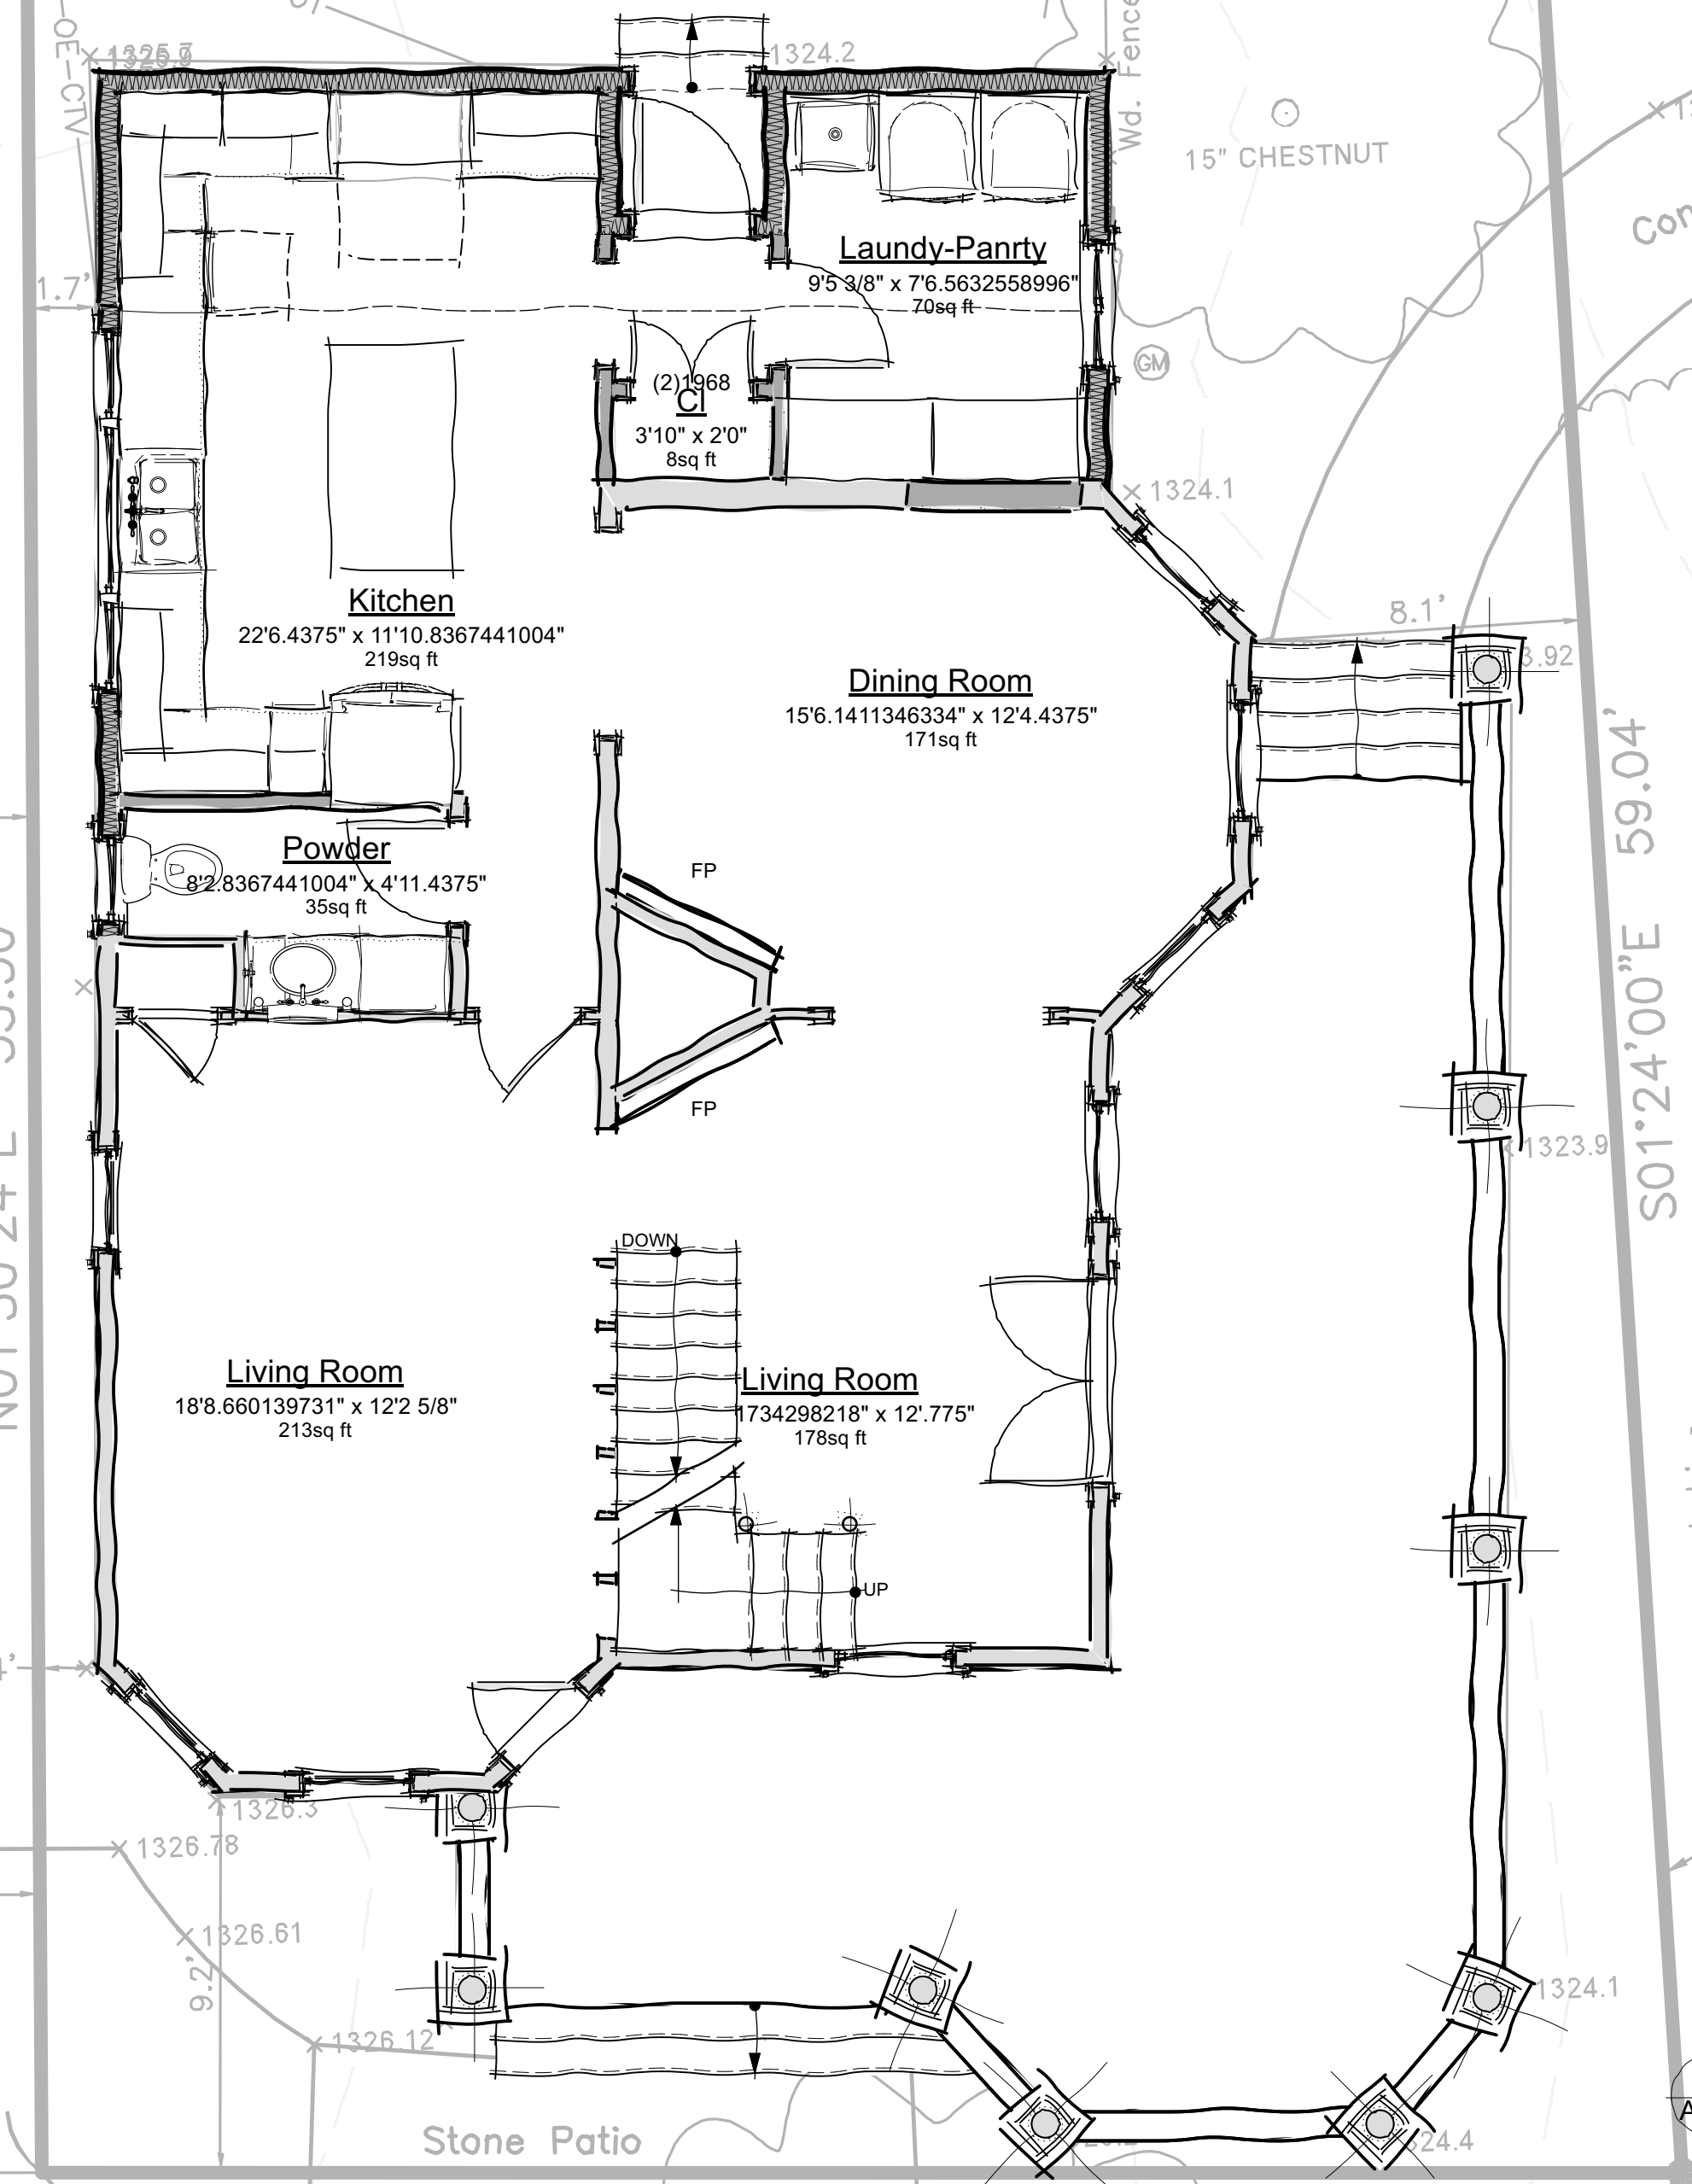 OE-CTV
1324.2
Wd. Fence
15" CHESTNUT
Con
1.7'
Laundy-Panrty
9'5 3/8" x 7'6.5632558996"
70sq ft
GM
(2)1968
Cl
3'10" x 2'0"
8sq ft
1324.1
Kitchen
22'6.4375" x 11'10.8367441004"
219sq ft
8.1'
3.92
Dining Room
15'6.1411346334" x 12'4.4375"
171sq ft
S01°24'00"E 59.04'
Powder
8'2.8367441004" x 4'11.4375"
35sq ft
FP
FP
1323.9
DOWN
Living Room
18'8.660139731" x 12'2 5/8"
213sq ft
Living Room
1734298218" x 12'.775"
178sq ft
UP
1326.3
1326.78
1326.61
9.2'
1324.1
1326.12
Stone Patio
324.4
A